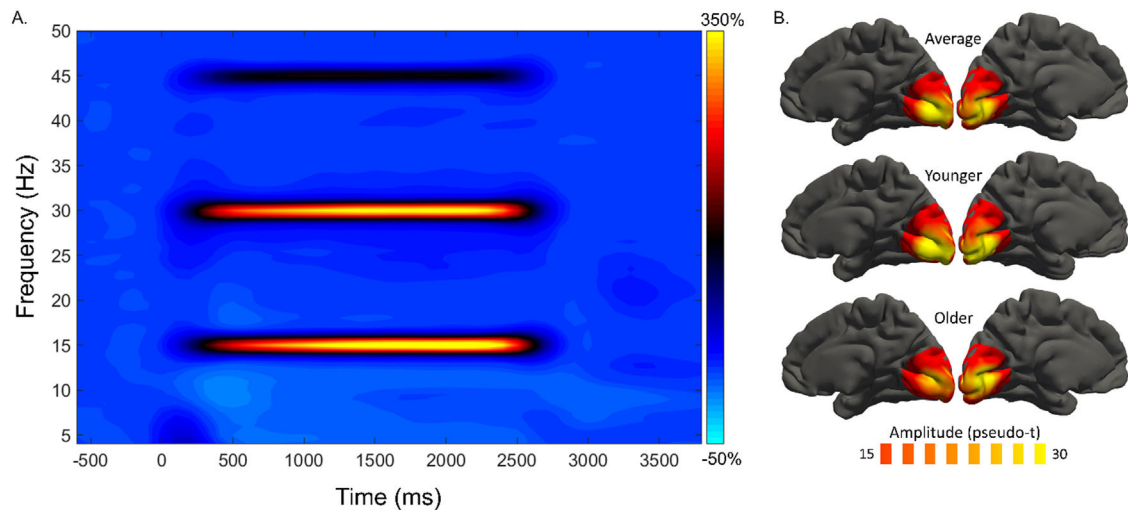 A.
350%
50
45
40
35
30
25
20
15
10
5
Frequency (Hz)
-50%
-500 0 500 1000 1500 2000 2500 3000 3500
Time (ms)
B.
Average
Younger
Older
Amplitude (pseudo-t)
15 30